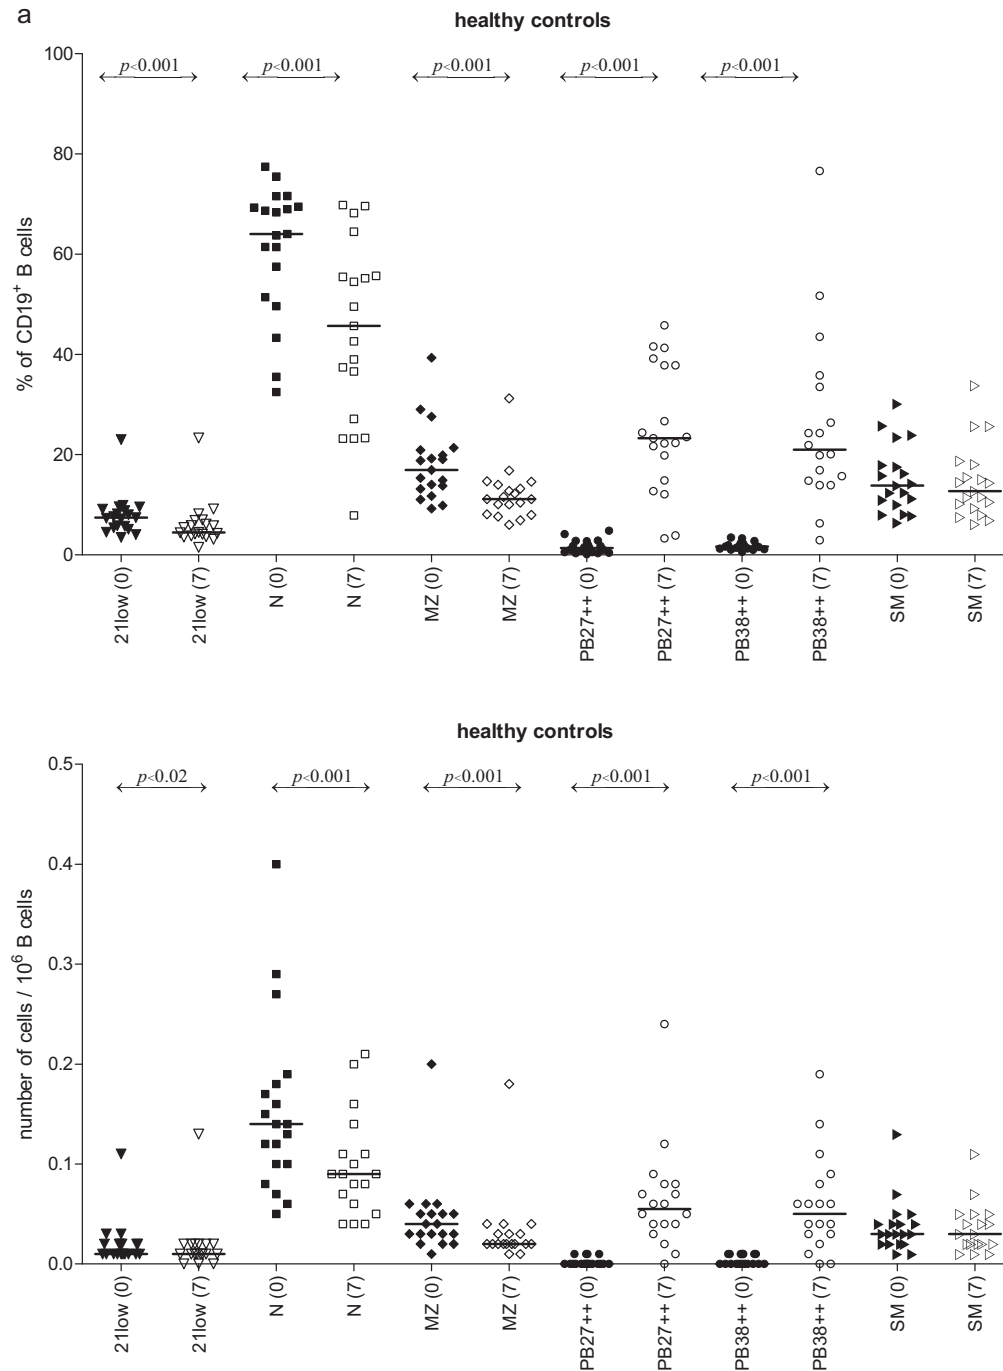 a
healthy controls
% of CD19+ B cells
100
80
60
40
20
0
p<0.001
p<0.001
p<0.001
p<0.001
p<0.001
21low (0)
21low (7)
N (0)
N (7)
MZ (0)
MZ (7)
PB27++ (0)
PB27++ (7)
PB38++ (0)
PB38++ (7)
SM (0)
SM (7)
healthy controls
number of cells / 10⁶ B cells
0.5
0.4
0.3
0.2
0.1
0.0
p<0.02
p<0.001
p<0.001
p<0.001
p<0.001
21low (0)
21low (7)
N (0)
N (7)
MZ (0)
MZ (7)
PB27++ (0)
PB27++ (7)
PB38++ (0)
PB38++ (7)
SM (0)
SM (7)